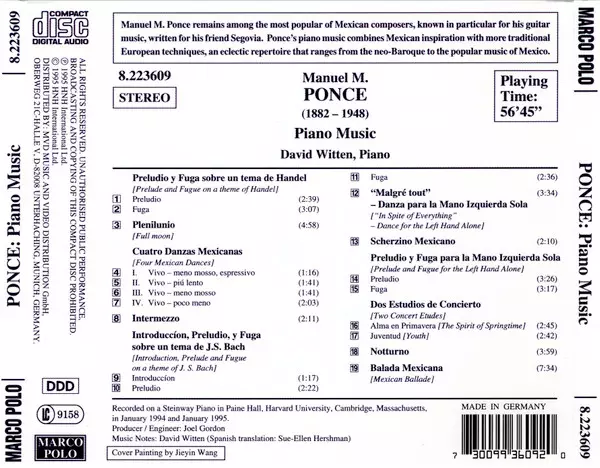 8.223609
COMPACT
disc
DIGITAL AUDIO
Manuel M. Ponce remains among the most popular of Mexican composers, known in particular for his guitar
music, written for his friend Segovia. Ponce's piano music combines Mexican inspiration with more traditional
European techniques, an eclectic repertoire that ranges from the neo-Baroque to the popular music of Mexico.
MARCO POLO
8.223609
STEREO
Manuel M.
PONCE
(1882 – 1948)
Piano Music
David Witten, Piano
Playing
Time:
56'45"
Preludio y Fuga sobre un tema de Handel
[Prelude and Fugue on a theme of Handel]
1 Preludio (2:39)
2 Fuga (3:07)
3 Plenilunio (4:58)
[Full moon]
Cuatro Danzas Mexicanas
[Four Mexican Dances]
4 I. Vivo – meno mosso, espressivo (1:16)
5 II. Vivo – piú lento (1:41)
6 III. Vivo – meno mosso (1:41)
7 IV. Vivo – poco meno (2:03)
8 Intermezzo (2:11)
Introduccíon, Preludio, y Fuga
sobre un tema de J.S. Bach
[Introduction, Prelude and Fugue
on a theme of J. S. Bach]
9 Introduccíon (1:17)
10 Preludio (2:22)
11 Fuga (2:36)
12 "Malgré tout" (3:34)
– Danza para la Mano Izquierda Sola
["In Spite of Everything"
– Dance for the Left Hand Alone]
13 Scherzino Mexicano (2:10)
Preludio y Fuga para la Mano Izquierda Sola
[Prelude and Fugue for the Left Hand Alone]
14 Preludio (3:26)
15 Fuga (3:17)
Dos Estudios de Concierto
[Two Concert Etudes]
16 Alma en Primavera [The Spirit of Springtime] (2:45)
17 Juventud [Youth] (2:42)
18 Notturno (3:59)
19 Balada Mexicana (7:34)
[Mexican Ballade]
Recorded on a Steinway Piano in Paine Hall, Harvard University, Cambridge, Massachusetts,
in January 1994 and January 1995.
Producer / Engineer: Joel Gordon
Music Notes: David Witten (Spanish translation: Sue-Ellen Hershman)
Cover Painting by Jieyin Wang
MADE IN GERMANY
7 30099 36092 0
PONCE: Piano Music
ALL RIGHTS RESERVED. UNAUTHORISED PUBLIC PERFORMANCE,
BROADCASTING AND COPYING OF THIS COMPACT DISC PROHIBITED.
℗ 1995 HNH International Ltd.
© 1995 HNH International Ltd.
DISTRIBUTED BY: MVD MUSIC AND VIDEO DISTRIBUTION GmbH,
OBERWEG 21C-HALLE V, D-82008 UNTERHACHING, MUNICH, GERMANY.
DDD
LC 9158
MARCO POLO
MARCO
POLO
PONCE: Piano Music
8.223609